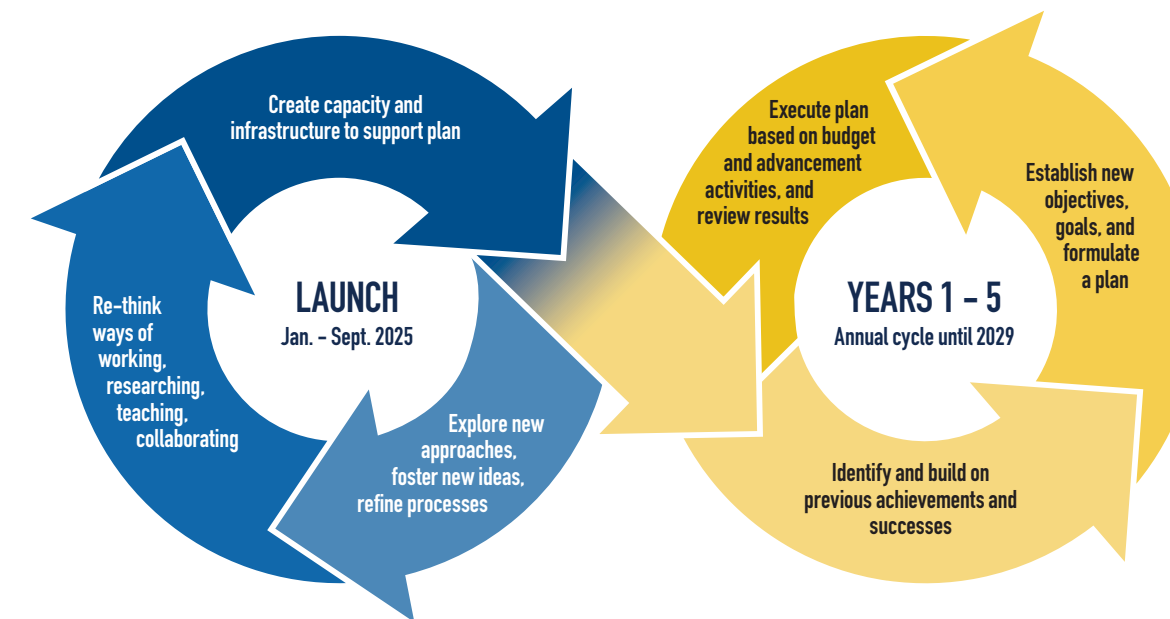 Create capacity and
infrastructure to support plan
Re-think
ways of
working,
researching,
teaching,
collaborating
LAUNCH
Jan. - Sept. 2025
Explore new
approaches,
foster new ideas,
refine processes
Execute plan
based on budget
and advancement
activities, and
review results
YEARS 1 - 5
Annual cycle until 2029
Establish new
objectives,
goals, and
formulate
a plan
Identify and build on
previous achievements and
successes